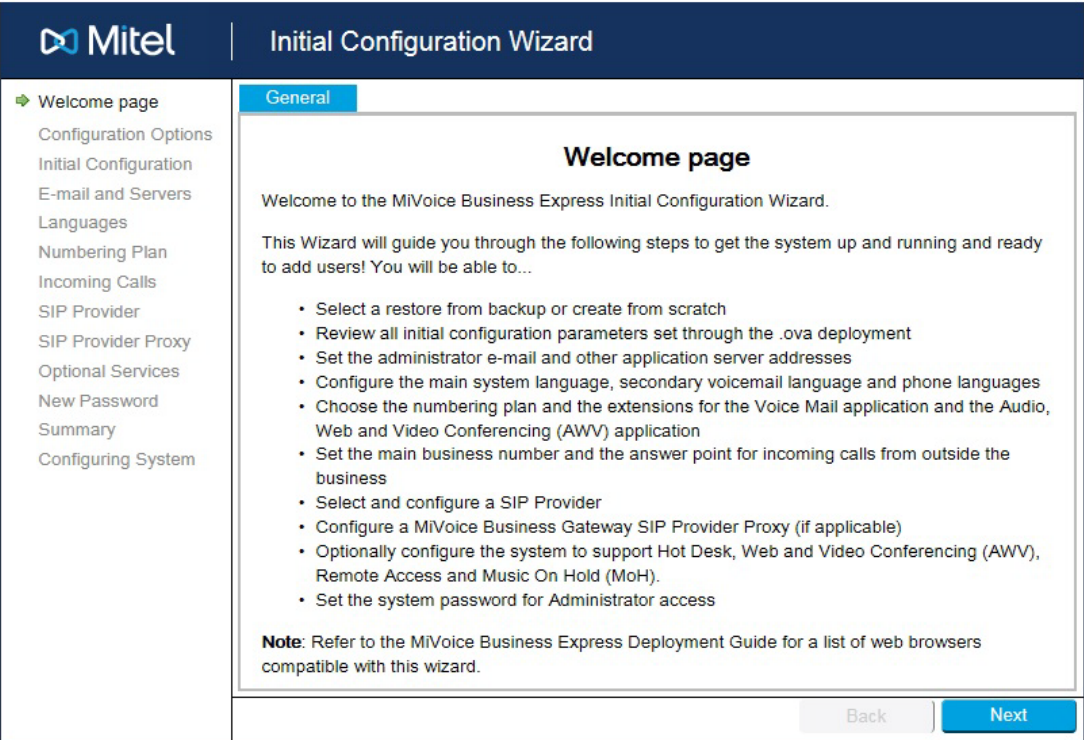 Mitel
Initial Configuration Wizard
Welcome page
Configuration Options
Initial Configuration
E-mail and Servers
Languages
Numbering Plan
Incoming Calls
SIP Provider
SIP Provider Proxy
Optional Services
New Password
Summary
Configuring System
General
Welcome page
Welcome to the MiVoice Business Express Initial Configuration Wizard.
This Wizard will guide you through the following steps to get the system up and running and ready
to add users! You will be able to...
• Select a restore from backup or create from scratch
• Review all initial configuration parameters set through the .ova deployment
• Set the administrator e-mail and other application server addresses
• Configure the main system language, secondary voicemail language and phone languages
• Choose the numbering plan and the extensions for the Voice Mail application and the Audio,
Web and Video Conferencing (AWV) application
• Set the main business number and the answer point for incoming calls from outside the
business
• Select and configure a SIP Provider
• Configure a MiVoice Business Gateway SIP Provider Proxy (if applicable)
• Optionally configure the system to support Hot Desk, Web and Video Conferencing (AWV),
Remote Access and Music On Hold (MoH).
• Set the system password for Administrator access
Note: Refer to the MiVoice Business Express Deployment Guide for a list of web browsers
compatible with this wizard.
Back
Next